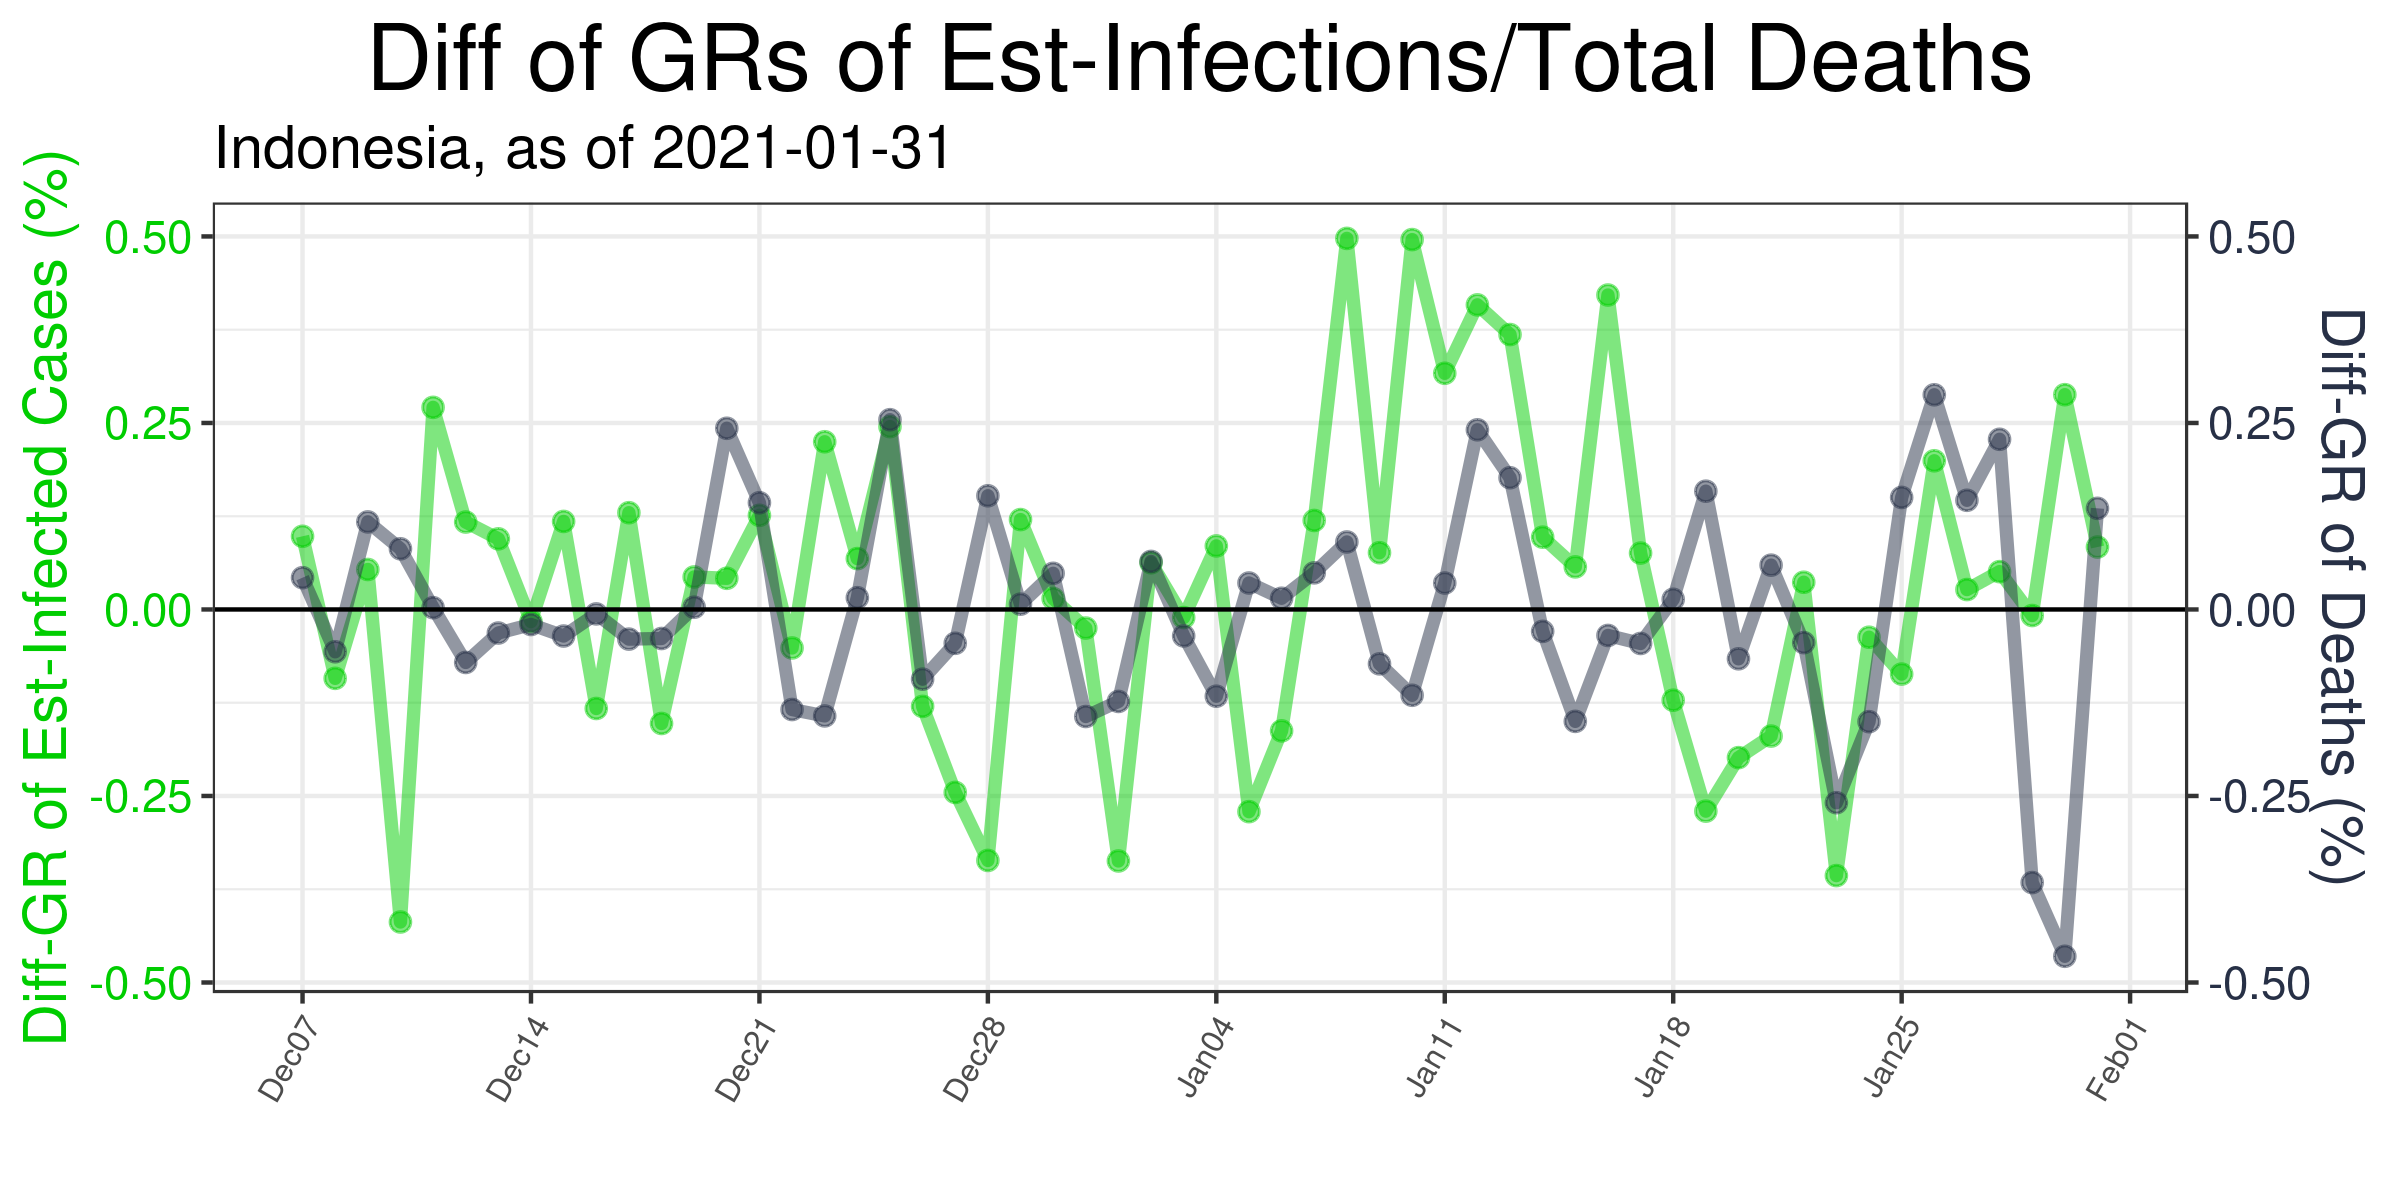 Diff of GRs of Est-Infections/Total Deaths
Indonesia, as of 2021-01-31
Diff-GR of Est-Infected Cases (%)
0.50
0.25
0.00
-0.25
-0.50
0.50
0.25
0.00
-0.25
-0.50
Diff-GR of Deaths (%)
Dec07
Dec14
Dec21
Dec28
Jan04
Jan11
Jan18
Jan25
Feb01